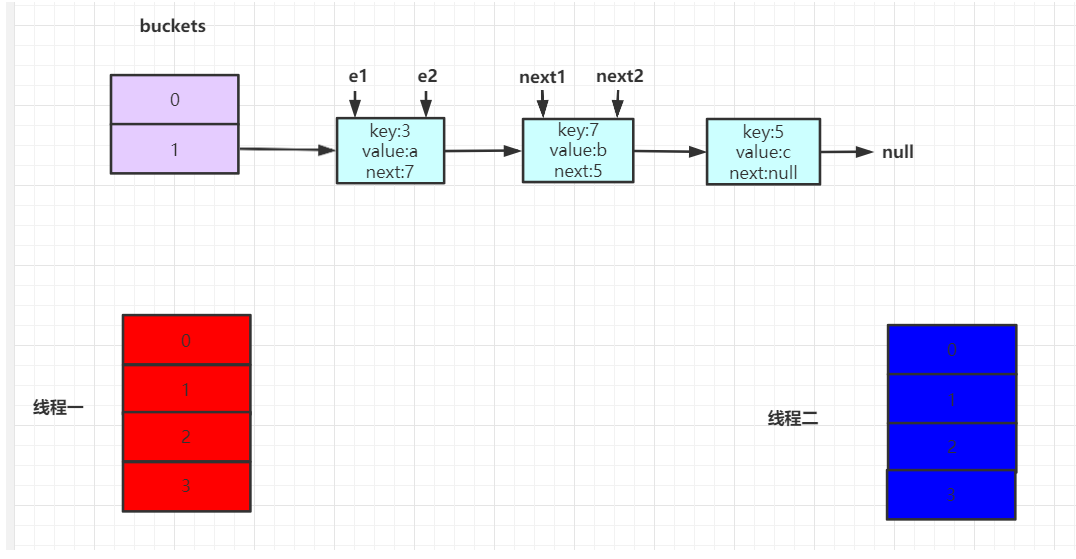 buckets
0
1
e1
e2
next1
next2
key:3
value:a
next:7
key:7
value:b
next:5
key:5
value:c
next:null
null
线程一
0
1
2
3
线程二
0
1
2
3